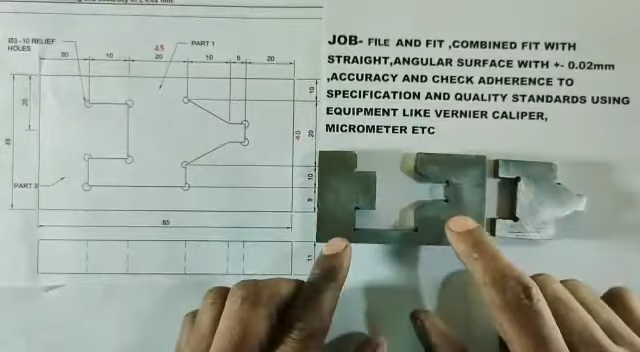 Ø3 -10 RELIEF
HOLES
PART 1
45
20
10
20
10
5
20
20
48
10
20
40
10
9
PART 2
85
11
JOB- FILE AND FIT ,COMBINED FIT WITH
STRAIGHT,ANGULAR SURFACE WITH +- 0.02mm
,ACCURACY AND CHECK ADHERENCE TO
SPECIFICATION AND QUALITY STANDARDS USING
EQUIPMENT LIKE VERNIER CALIPER,
MICROMETER ETC